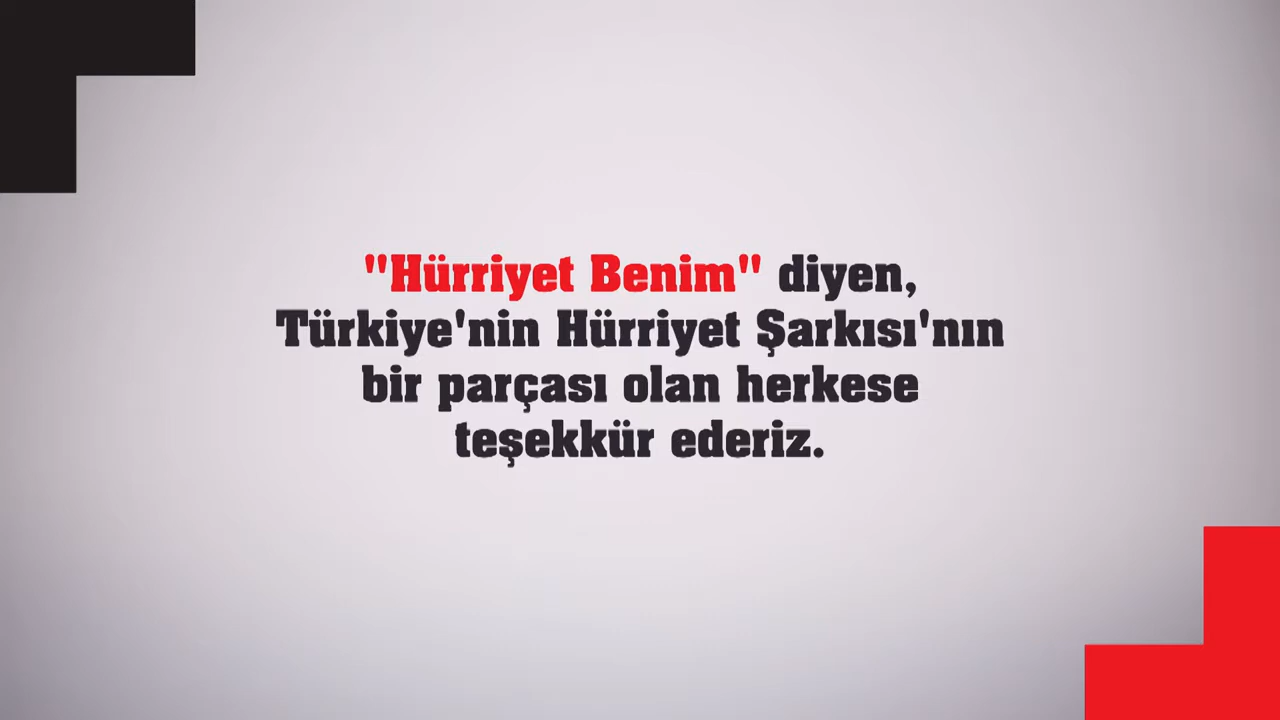 "Hürriyet Benim" diyen,
Türkiye'nin Hürriyet Şarkısı'nın
bir parçası olan herkese
teşekkür ederiz.